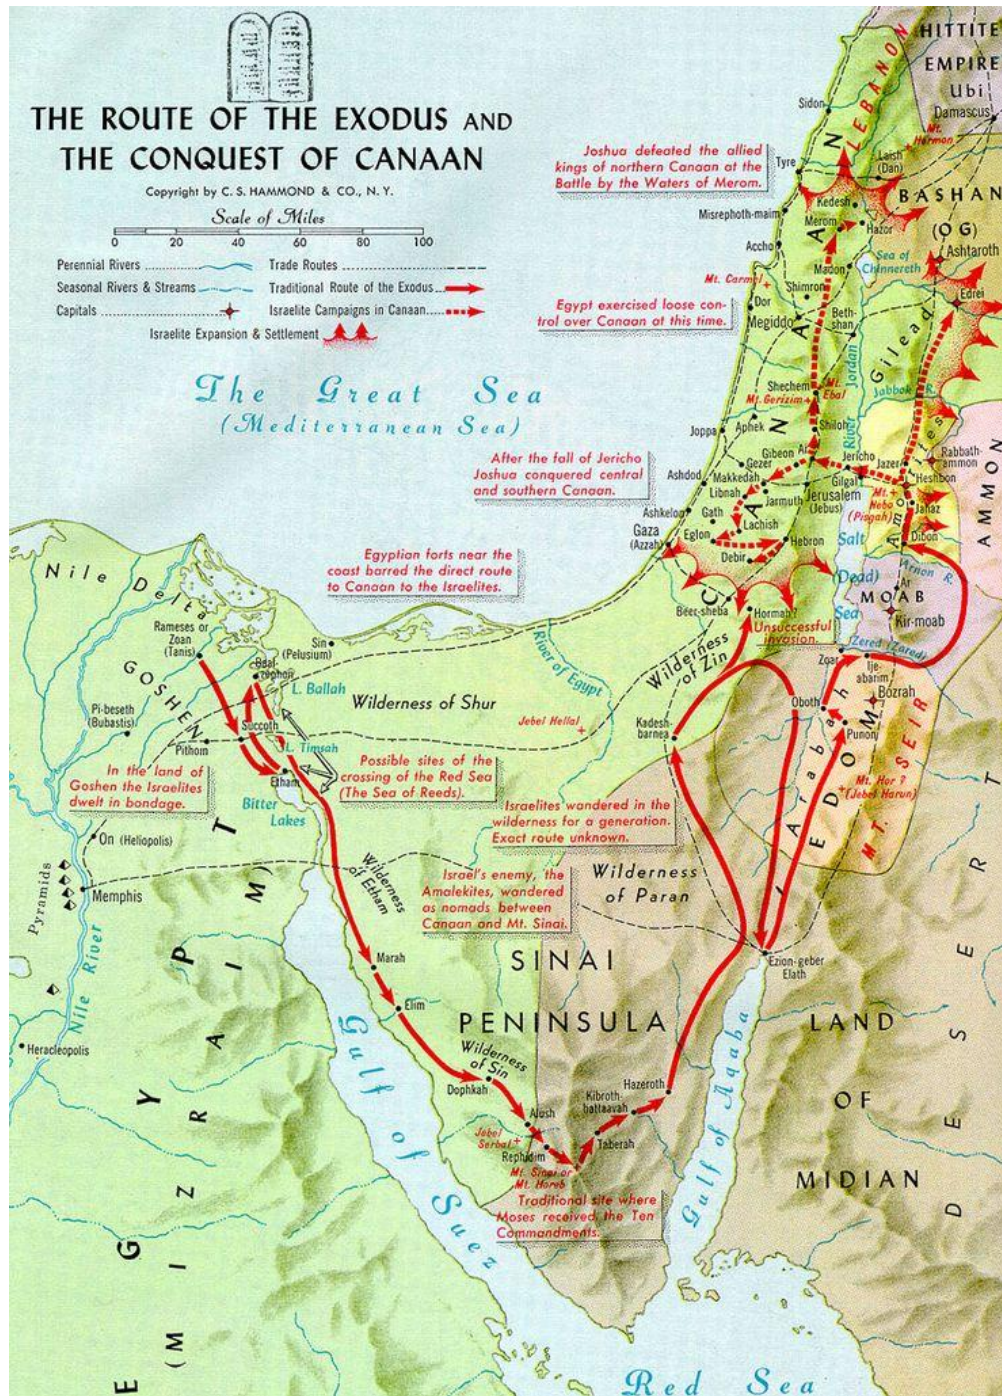 THE ROUTE OF THE EXODUS AND
THE CONQUEST OF CANAAN
Copyright by C. S. HAMMOND & CO., N. Y.
Scale of Miles
0 20 40 60 80 100
Perennial Rivers
Trade Routes
Seasonal Rivers & Streams
Traditional Route of the Exodus
Capitals
Israelite Campaigns in Canaan
Israelite Expansion & Settlement
HITTITE
EMPIRE
Ubi
Damascus
Sidon
LEBANON
Mt.
Hermon
Joshua defeated the allied
kings of northern Canaan at the
Battle by the Waters of Merom.
Tyre
Laish
(Dan)
BASHAN
(OG)
Kedesh
Misrephoth-maim
Merom
Hazor
Accho
Ashtaroth
Sea of
Chinnereth
Madon
Mt. Carmel
Shimron
Edrei
Dor
Egypt exercised loose con-
trol over Canaan at this time.
Megiddo
Beth-
shan
Gilead
The Great Sea
(Mediterranean Sea)
CANAAN
Jordan
River
Jabbok R.
Shechem
Mt.
Ebal
Mt. Gerizim
Joppa
Aphek
Shiloh
Amorites
After the fall of Jericho
Joshua conquered central
and southern Canaan.
Gibeon
Ai
Jericho
Jazer
Rabbath-
ammon
AMMON
Gezer
Ashdod
Makkedah
Libnah
Gilgal
Heshbon
Jarmuth
Jerusalem
(Jebus)
Mt.
Nebo
(Pisgah)
Jahaz
Ashkelon
Gath
Lachish
Dibon
Gaza
(Azzah)
Eglon
Hebron
Salt
(Dead)
Sea
Debir
Arnon R.
Egyptian forts near the
coast barred the direct route
to Canaan to the Israelites.
Ar
MOAB
Kir-moab
Beer-sheba
Hormah?
Unsuccessful
invasion.
Nile Delta
Rameses or
Zoan
(Tanis)
Sin
(Pelusium)
River of Egypt
Wilderness
of Zin
Zered (Zared)
Zoar
Ije-
abarim
Baal-
zephon
GOSHEN
L. Ballah
Wilderness of Shur
Bozrah
Oboth
Pi-beseth
(Bubastis)
Succoth
Jebel Hellal
Kadesh-
barnea
Punon
Pithom
L. Timsah
Arabah
EDOM
MT. SEIR
In the land of
Goshen the Israelites
dwelt in bondage.
Etham
Possible sites of the
crossing of the Red Sea
(The Sea of Reeds).
Mt. Hor ?
(Jebel Harun)
Bitter
Lakes
Israelites wandered in the
wilderness for a generation.
Exact route unknown.
On (Heliopolis)
Pyramids
Memphis
Wilderness
of Etham
Israel's enemy, the
Amalekites, wandered
as nomads between
Canaan and Mt. Sinai.
Wilderness
of Paran
Nile River
Marah
SINAI
PENINSULA
Ezion-geber
Elath
Elim
Heracleopolis
Wilderness
of Sin
Dophkah
Hazeroth
LAND
OF
MIDIAN
DESERT
Kibroth-
hattaavah
Alush
Taberah
Jebel
Serbal
Rephidim
Mt. Sinai or
Mt. Horeb
Traditional site where
Moses received the Ten
Commandments.
Gulf of Suez
Gulf of Aqaba
EGYPT
(MIZRAIM)
Red Sea